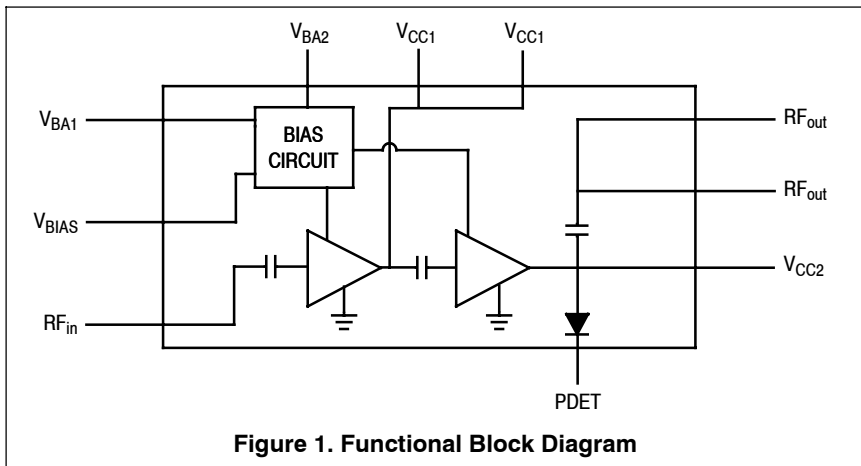 VBA2
VCC1
VCC1
VBA1
BIAS
CIRCUIT
RFout
RFout
VBIAS
VCC2
RFin
PDET
Figure 1. Functional Block Diagram